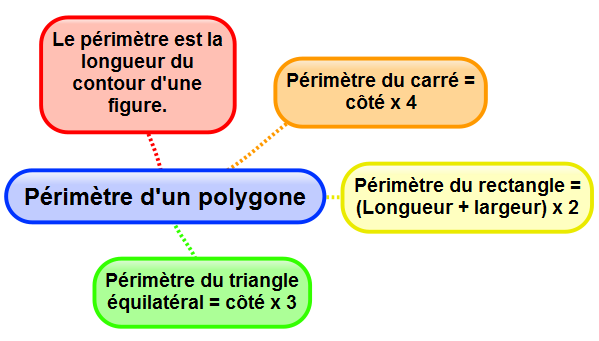 Le périmètre est la
longueur du
contour d'une
figure.
Périmètre du carré =
côté x 4
Périmètre d'un polygone
Périmètre du rectangle =
(Longueur + largeur) x 2
Périmètre du triangle
équilatéral = côté x 3